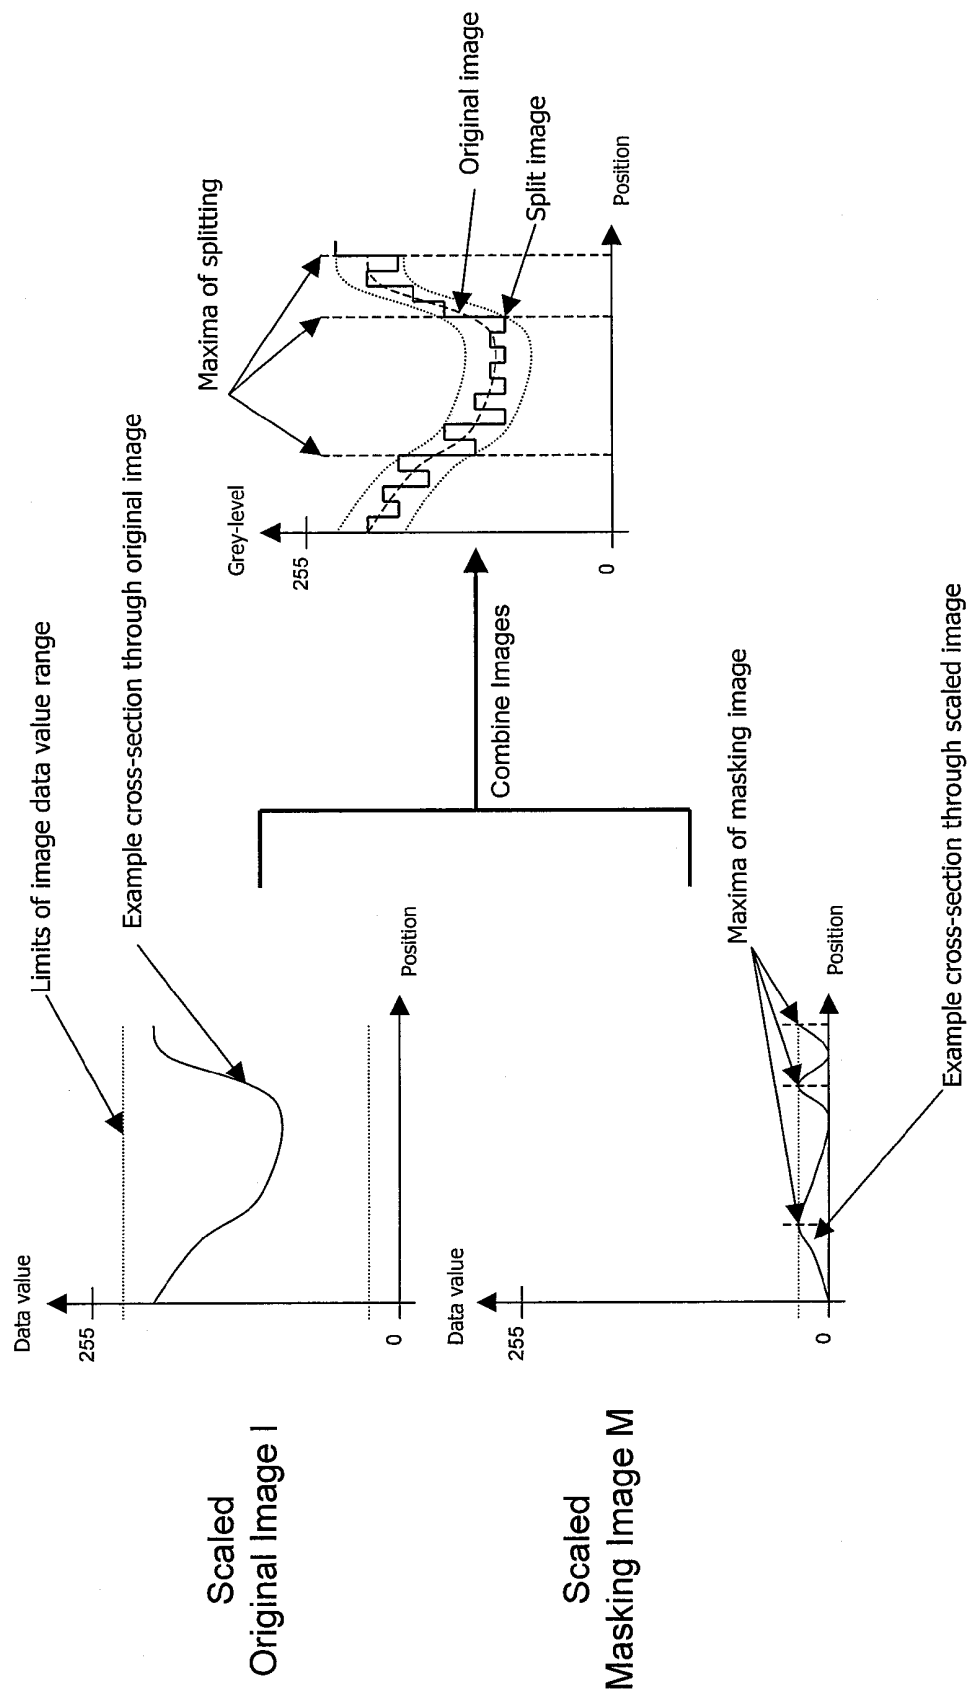 Scaled
Original Image I
Data value
255
0
Position
Limits of image data value range
Example cross-section through original image
Scaled
Masking Image M
Data value
255
0
Position
Maxima of masking image
Example cross-section through scaled image
Combine Images
Grey-level
255
0
Position
Maxima of splitting
Original image
Split image